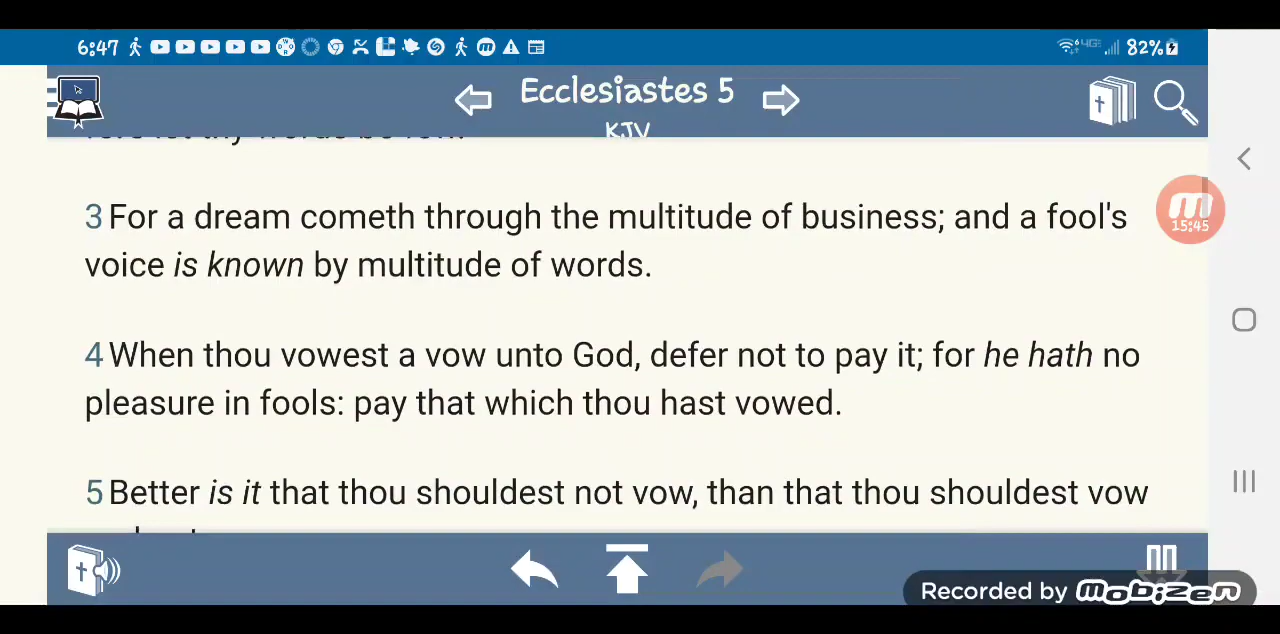 6:47
82%
Ecclesiastes 5
KJV
3 For a dream cometh through the multitude of business; and a fool's
voice is known by multitude of words.
4 When thou vowest a vow unto God, defer not to pay it; for he hath no
pleasure in fools: pay that which thou hast vowed.
5 Better is it that thou shouldest not vow, than that thou shouldest vow
15:45
Recorded by mobizen